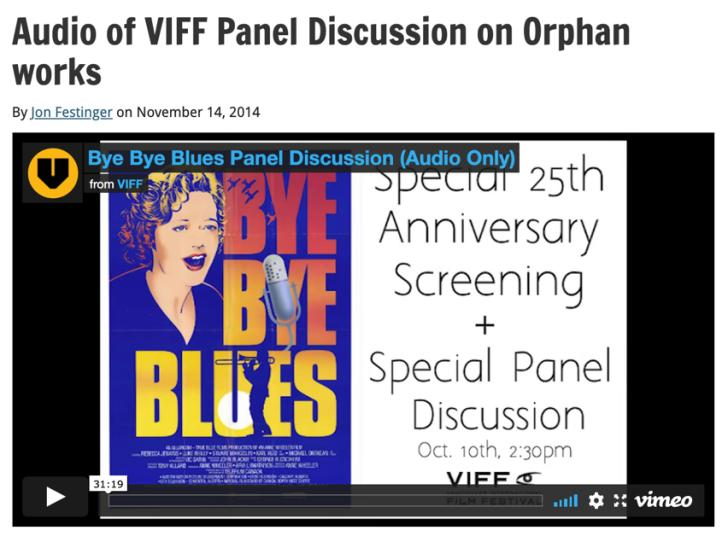 Audio of VIFF Panel Discussion on Orphan
works
By Jon Festinger on November 14, 2014
Bye Bye Blues Panel Discussion (Audio Only)
from VIFF
BYE
BYE
BLUES
Special 25th
Anniversary
Screening
+
Special Panel
Discussion
Oct. 10th, 2:30pm
VIFF
FILM FESTIVAL
31:19
vimeo